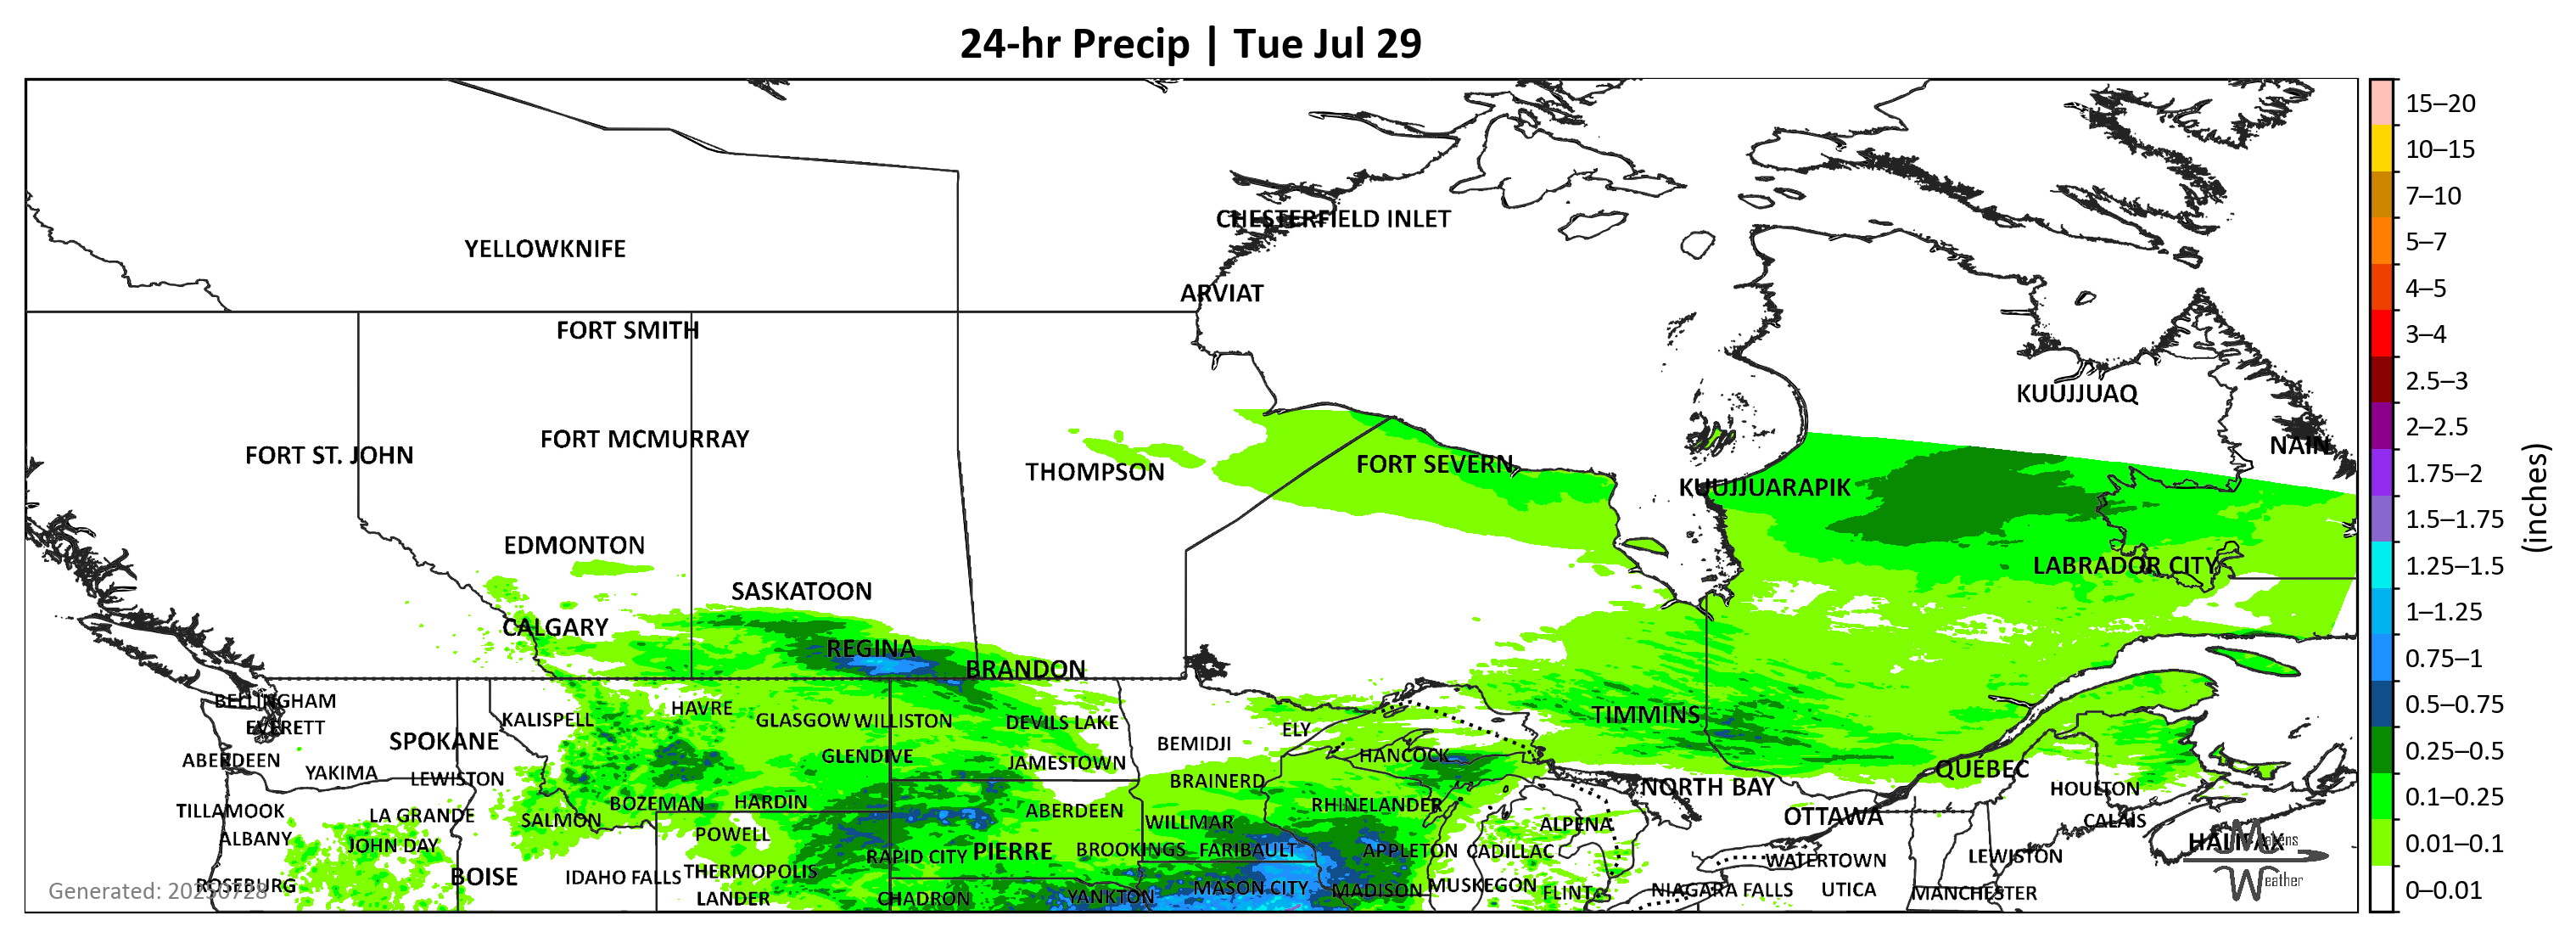 24-hr Precip | Tue Jul 29
CHESTERFIELD INLET
YELLOWKNIFE
ARVIAT
FORT SMITH
KUUJJUAQ
FORT MCMURRAY
NAIN
FORT ST. JOHN
THOMPSON
FORT SEVERN
KUUJJUARAPIK
EDMONTON
LABRADOR CITY
SASKATOON
CALGARY
REGINA
BRANDON
BELLINGHAM
HAVRE
KALISPELL
GLASGOW WILLISTON
DEVILS LAKE
TIMMINS
EVERETT
ELY
SPOKANE
BEMIDJI
ABERDEEN
GLENDIVE
JAMESTOWN
HANCOCK
QUÉBEC
YAKIMA
LEWISTON
BRAINERD
NORTH BAY
HOULTON
TILLAMOOK
LA GRANDE
BOZEMAN
HARDIN
ABERDEEN
RHINELANDER
OTTAWA
SALMON
WILLMAR
ALPENA
CALAIS
ALBANY
JOHN DAY
POWELL
HALIFAX
RAPID CITY
PIERRE
BROOKINGS
FARIBAULT
APPLETON
CADILLAC
WATERTOWN
LEWISTON
BOISE
IDAHO FALLS
THERMOPOLIS
ROSEBURG
MASON CITY
MADISON
MUSKEGON
FLINT
NIAGARA FALLS
UTICA
MANCHESTER
LANDER
CHADRON
YANKTON
Generated: 20250728
Weather
15–20
10–15
7–10
5–7
4–5
3–4
2.5–3
2–2.5
1.75–2
1.5–1.75
1.25–1.5
1–1.25
0.75–1
0.5–0.75
0.25–0.5
0.1–0.25
0.01–0.1
0–0.01
(inches)